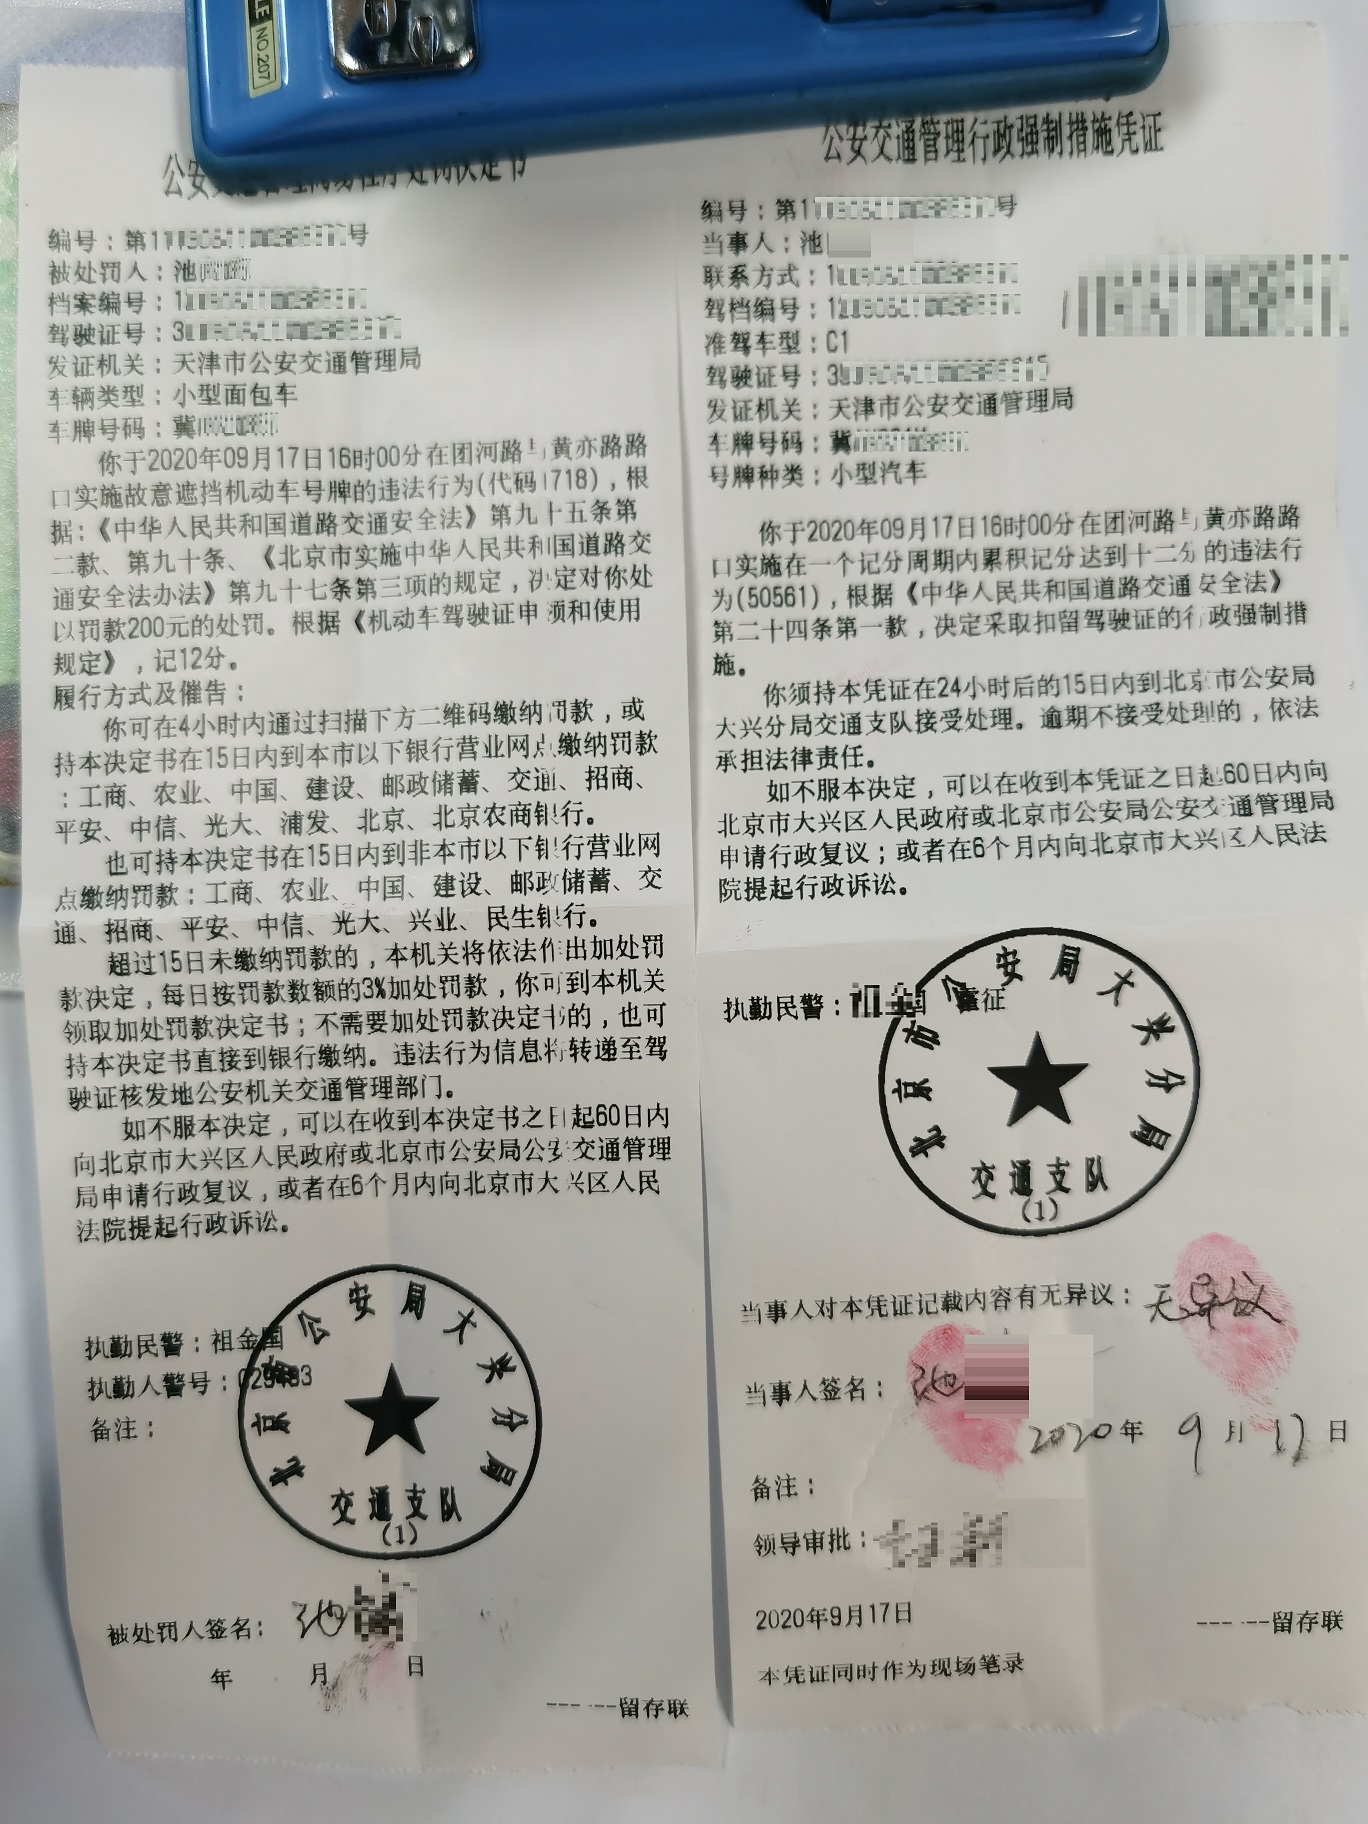 NO.207
公安
处罚决定书
编号：第11 号
被处罚人：池
档案编号：1
驾驶证号：3
发证机关：天津市公安交通管理局
车辆类型：小型面包车
车牌号码：冀
你于2020年09月17日16时00分在团河路与黄亦路路
口实施故意遮挡机动车号牌的违法行为(代码1718)，根
据：《中华人民共和国道路交通安全法》第九十五条第
二款、第九十条、《北京市实施中华人民共和国道路交
通安全法办法》第九十七条第三项的规定，决定对你处
以罚款200元的处罚。根据《机动车驾驶证申领和使用
规定》，记12分。
履行方式及催告：
你可在4小时内通过扫描下方二维码缴纳罚款，或
持本决定书在15日内到本市以下银行营业网点缴纳罚款
：工商、农业、中国、建设、邮政储蓄、交通、招商、
平安、中信、光大、浦发、北京、北京农商银行。
也可持本决定书在15日内到非本市以下银行营业网
点缴纳罚款：工商、农业、中国、建设、邮政储蓄、交
通、招商、平安、中信、光大、兴业、民生银行。
超过15日未缴纳罚款的，本机关将依法作出加处罚
款决定，每日按罚款数额的3%加处罚款，你可到本机关
领取加处罚款决定书；不需要加处罚款决定书的，也可
持本决定书直接到银行缴纳。违法行为信息将转递至驾
驶证核发地公安机关交通管理部门。
如不服本决定，可以在收到本决定书之日起60日内
向北京市大兴区人民政府或北京市公安局公安交通管理
局申请行政复议，或者在6个月内向北京市大兴区人民
法院提起行政诉讼。
执勤民警：祖金国
执勤人警号：
备注：
北京市公安局大兴分局
交通支队
(1)
被处罚人签名：池
年 月 日
留存联
公安交通管理行政强制措施凭证
编号：第1 号
当事人：池
联系方式：1
驾档编号：1
准驾车型：C1
驾驶证号：3
发证机关：天津市公安交通管理局
车牌号码：冀
号牌种类：小型汽车
你于2020年09月17日16时00分在团河路与黄亦路路
口实施在一个记分周期内累积记分达到十二分的违法行
为(50561)，根据《中华人民共和国道路交通安全法》
第二十四条第一款，决定采取扣留驾驶证的行政强制措
施。
你须持本凭证在24小时后的15日内到北京市公安局
大兴分局交通支队接受处理。逾期不接受处理的，依法
承担法律责任。
如不服本决定，可以在收到本凭证之日起60日内向
北京市大兴区人民政府或北京市公安局公安交通管理局
申请行政复议；或者在6个月内向北京市大兴区人民法
院提起行政诉讼。
执勤民警：祖金国 董征
北京市公安局大兴分局
交通支队
(1)
当事人对本凭证记载内容有无异议：无异议
当事人签名：池
2020年 9月17日
备注：
领导审批：
2020年9月17日
留存联
本凭证同时作为现场笔录